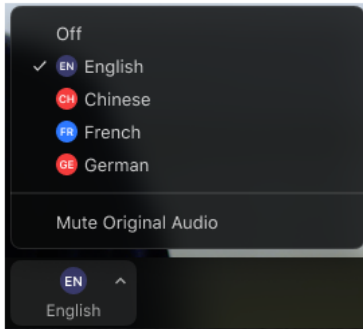 Off
EN English
CH Chinese
FR French
GE German
Mute Original Audio
EN
English